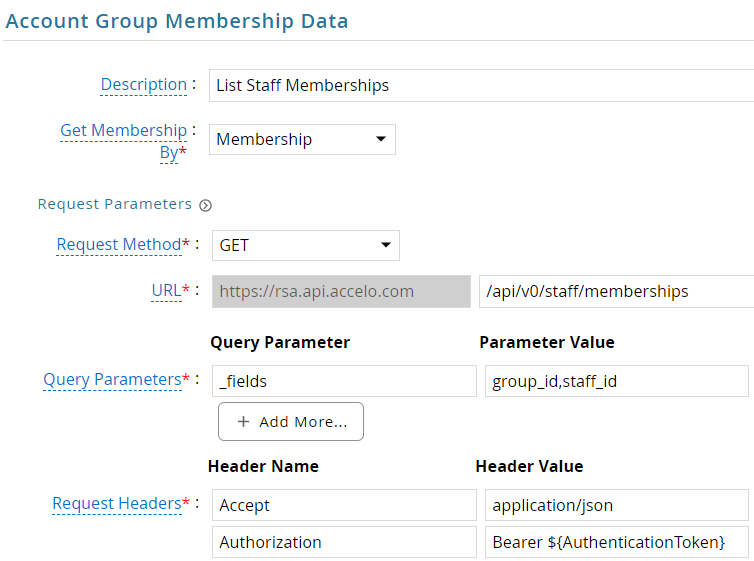 Account Group Membership Data
Description : List Staff Memberships
Get Membership : Membership
By*
Request Parameters
Request Method* : GET
URL* : https://rsa.api.accelo.com /api/v0/staff/memberships
Query Parameter Parameter Value
Query Parameters* : _fields group_id,staff_id
+ Add More...
Header Name Header Value
Request Headers* : Accept application/json
Authorization Bearer ${AuthenticationToken}